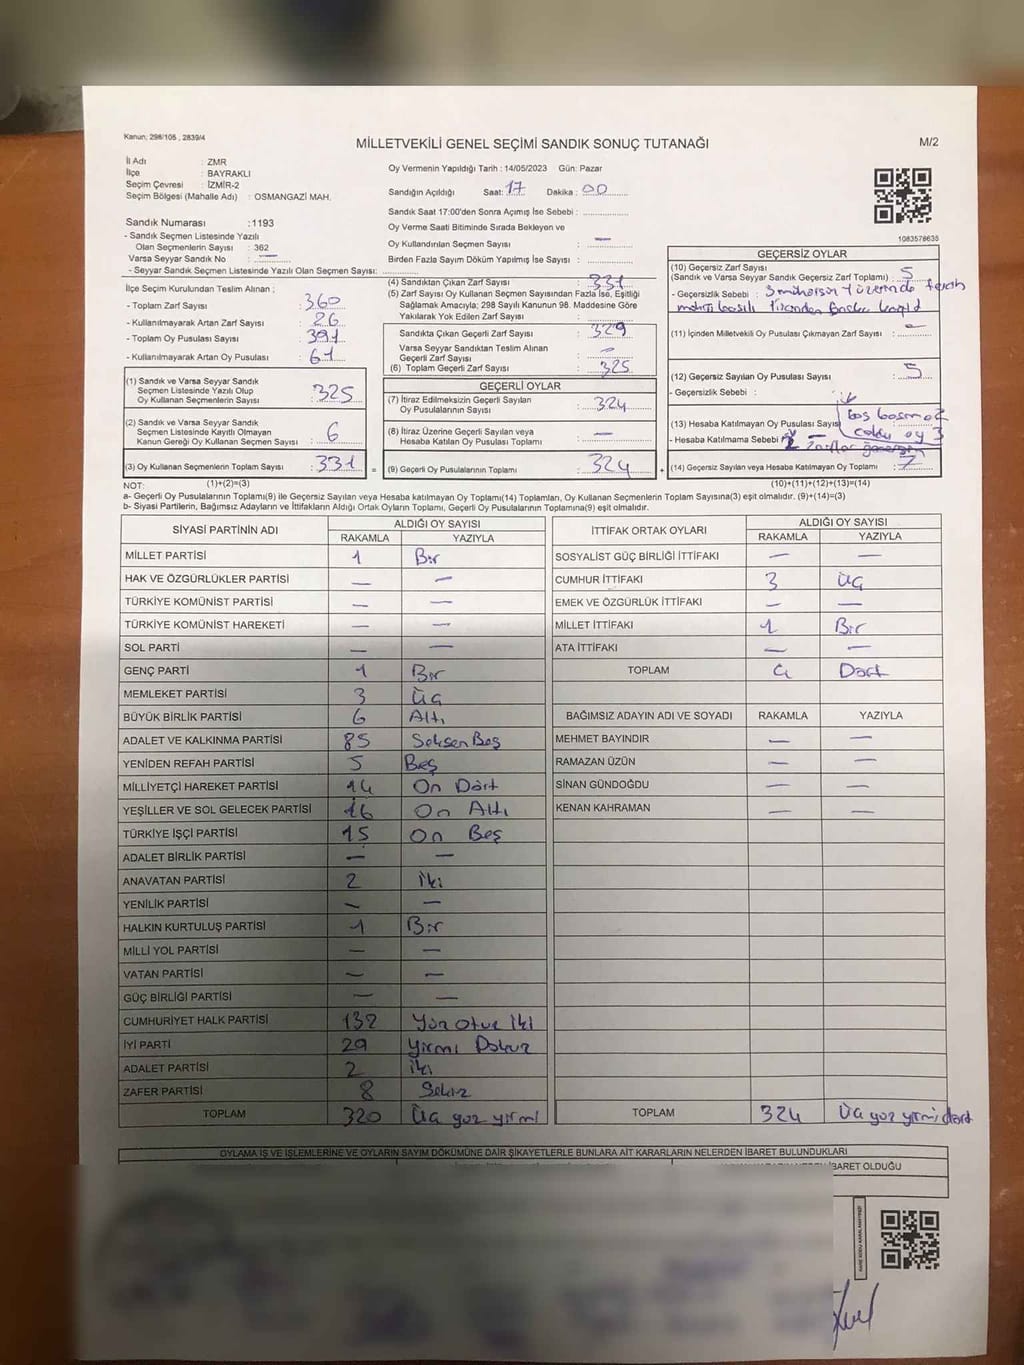 Kanun: 298/105 , 2839/4
MİLLETVEKİLİ GENEL SEÇİMİ SANDIK SONUÇ TUTANAĞI
M/2
İl Adı : ZMR
İlçe : BAYRAKLI
Seçim Çevresi : İZMİR-2
Seçim Bölgesi (Mahalle Adı) : OSMANGAZİ MAH.
Oy Vermenin Yapıldığı Tarih : 14/05/2023 Gün: Pazar
Sandığın Açıldığı Saat: 17 Dakika : 00
Sandık Saat 17:00'den Sonra Açımış İse Sebebi :
Oy Verme Saati Bitiminde Sırada Bekleyen ve
Oy Kullandırılan Seçmen Sayısı : —
Birden Fazla Sayım Döküm Yapılmış İse Sayısı :
Sandık Numarası :1193
- Sandık Seçmen Listesinde Yazılı
Olan Seçmenlerin Sayısı : 362
Varsa Seyyar Sandık No : —
- Seyyar Sandık Seçmen Listesinde Yazılı Olan Seçmen Sayısı:
1083578635
İlçe Seçim Kurulundan Teslim Alınan ;
- Toplam Zarf Sayısı : 360
- Kullanılmayarak Artan Zarf Sayısı : 26
- Toplam Oy Pusulası Sayısı : 391
- Kullanılmayarak Artan Oy Pusulası : 61
(1) Sandık ve Varsa Seyyar Sandık
Seçmen Listesinde Yazılı Olup
Oy Kullanan Seçmenlerin Sayısı : 325
(2) Sandık ve Varsa Seyyar Sandık
Seçmen Listesinde Kayıtlı Olmayan
Kanun Gereği Oy Kullanan Seçmen Sayısı : 6
(3) Oy Kullanan Seçmenlerin Toplam Sayısı : 331 =
(4) Sandıktan Çıkan Zarf Sayısı : 331
(5) Zarf Sayısı Oy Kullanan Seçmen Sayısından Fazla İse, Eşitliği
Sağlamak Amacıyla; 298 Sayılı Kanunun 98. Maddesine Göre
Yakılarak Yok Edilen Zarf Sayısı :
Sandıkta Çıkan Geçerli Zarf Sayısı : 329
Varsa Seyyar Sandıktan Teslim Alınan
Geçerli Zarf Sayısı : —
(6) Toplam Geçerli Zarf Sayısı : 325
GEÇERLİ OYLAR
(7) İtiraz Edilmeksizin Geçerli Sayılan
Oy Pusulalarının Sayısı : 324
(8) İtiraz Üzerine Geçerli Sayılan veya
Hesaba Katılan Oy Pusulası Toplamı : —
(9) Geçerli Oy Pusulalarının Toplamı : 324 +
GEÇERSİZ OYLAR
(10) Geçersiz Zarf Sayısı
(Sandık ve Varsa Seyyar Sandık Geçersiz Zarf Toplamı) : 5
- Geçersizlik Sebebi : 3 mühürsüz 1 üzerinde
(11) İçinden Milletvekili Oy Pusulası Çıkmayan Zarf Sayısı : —
(12) Geçersiz Sayılan Oy Pusulası Sayısı : 5
- Geçersizlik Sebebi :
(13) Hesaba Katılmayan Oy Pusulası Sayısı
- Hesaba Katılmama Sebebi
(14) Geçersiz Sayılan veya Hesaba Katılmayan Oy Toplamı : 7
NOT: (1)+(2)=(3) (10)+(11)+(12)+(13)=(14)
a- Geçerli Oy Pusulalarının Toplamı(9) ile Geçersiz Sayılan veya Hesaba katılmayan Oy Toplamı(14) Toplamları, Oy Kullanan Seçmenlerin Toplam Sayısına(3) eşit olmalıdır. (9)+(14)=(3)
b- Siyasi Partilerin, Bağımsız Adayların ve İttifakların Aldığı Ortak Oyların Toplamı, Geçerli Oy Pusulalarının Toplamına(9) eşit olmalıdır.
SİYASİ PARTİNİN ADI ALDIĞI OY SAYISI
RAKAMLA YAZIYLA
MİLLET PARTİSİ 1 Bir
HAK VE ÖZGÜRLÜKLER PARTİSİ — —
TÜRKİYE KOMÜNİST PARTİSİ — —
TÜRKİYE KOMÜNİST HAREKETİ — —
SOL PARTİ — —
GENÇ PARTİ 1 Bir
MEMLEKET PARTİSİ 3 Üç
BÜYÜK BİRLİK PARTİSİ 6 Altı
ADALET VE KALKINMA PARTİSİ 85 Seksen Beş
YENİDEN REFAH PARTİSİ 5 Beş
MİLLİYETÇİ HAREKET PARTİSİ 14 On Dört
YEŞİLLER VE SOL GELECEK PARTİSİ 16 On Altı
TÜRKİYE İŞÇİ PARTİSİ 15 On Beş
ADALET BİRLİK PARTİSİ — —
ANAVATAN PARTİSİ 2 İki
YENİLİK PARTİSİ — —
HALKIN KURTULUŞ PARTİSİ 1 Bir
MİLLİ YOL PARTİSİ — —
VATAN PARTİSİ — —
GÜÇ BİRLİĞİ PARTİSİ — —
CUMHURİYET HALK PARTİSİ 132 Yüz Otuz İki
İYİ PARTİ 29 Yirmi Dokuz
ADALET PARTİSİ 2 İki
ZAFER PARTİSİ 8 Sekiz
TOPLAM 320 Üç yüz yirmi
İTTİFAK ORTAK OYLARI ALDIĞI OY SAYISI
RAKAMLA YAZIYLA
SOSYALİST GÜÇ BİRLİĞİ İTTİFAKI — —
CUMHUR İTTİFAKI 3 Üç
EMEK VE ÖZGÜRLÜK İTTİFAKI — —
MİLLET İTTİFAKI 1 Bir
ATA İTTİFAKI — —
TOPLAM 4 Dört
BAĞIMSIZ ADAYIN ADI VE SOYADI RAKAMLA YAZIYLA
MEHMET BAYINDIR — —
RAMAZAN ÜZÜN — —
SİNAN GÜNDOĞDU — —
KENAN KAHRAMAN — —
TOPLAM 324 Üç yüz yirmi dört
OYLAMA İŞ VE İŞLEMLERİNE VE OYLARIN SAYIM DÖKÜMÜNE DAİR ŞİKAYETLERLE BUNLARA AİT KARARLARIN NELERDEN İBARET BULUNDUKLARI
BARET OLDUĞU